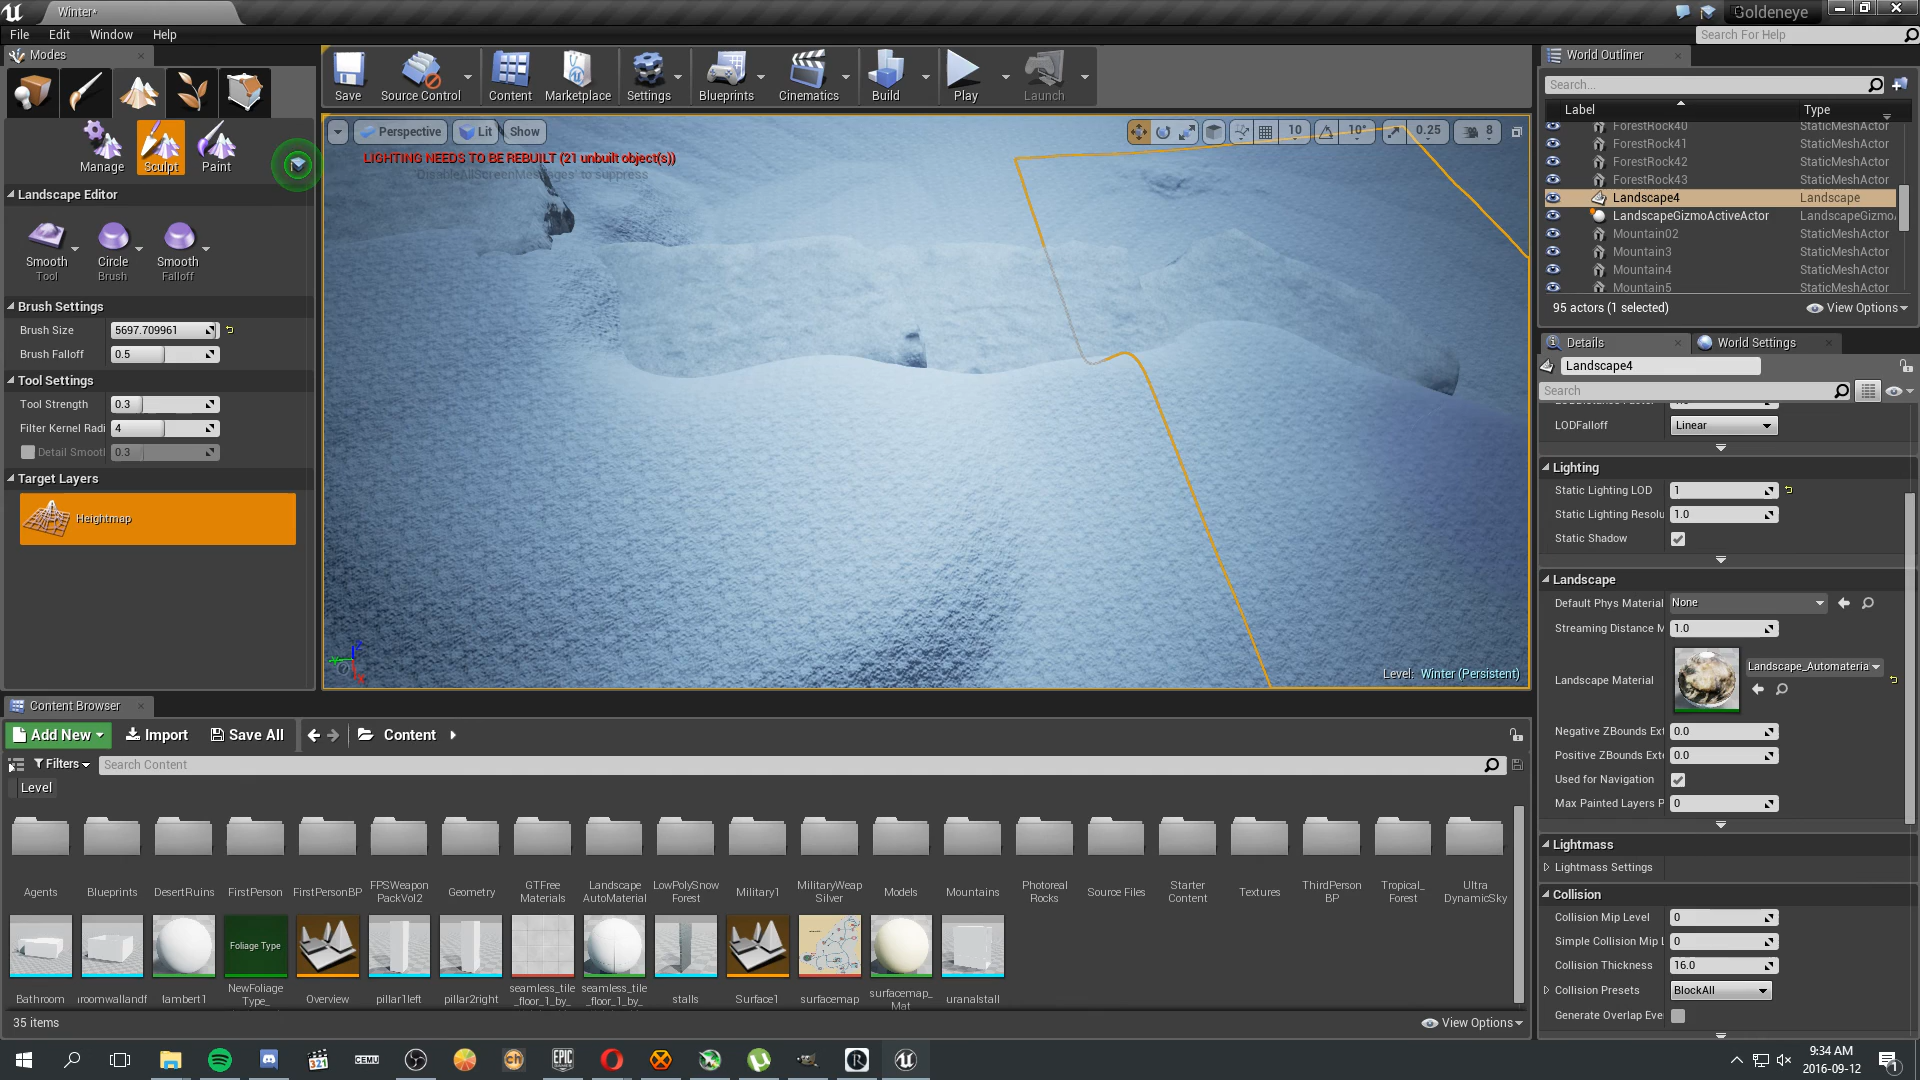 Winter*
Goldeneye
File Edit Window Help
Search For Help
Modes
Manage Sculpt Paint
Landscape Editor
Smooth Circle Smooth
Tool Brush Falloff
Brush Settings
Brush Size 5697.709961
Brush Falloff 0.5
Tool Settings
Tool Strength 0.3
Filter Kernel Radi 4
Detail Smoot 0.3
Target Layers
Heightmap
Save Source Control Content Marketplace Settings Blueprints Cinematics Build Play Launch
Perspective Lit Show
10 10° 0.25 8
LIGHTING NEEDS TO BE REBUILT (21 unbuilt object(s))
'DisableAllScreenMessages' to suppress
Level: Winter (Persistent)
World Outliner
Search...
Label Type
ForestRock40 StaticMeshActor
ForestRock41 StaticMeshActor
ForestRock42 StaticMeshActor
ForestRock43 StaticMeshActor
Landscape4 Landscape
LandscapeGizmoActiveActor LandscapeGizmo
Mountain02 StaticMeshActor
Mountain3 StaticMeshActor
Mountain4 StaticMeshActor
Mountain5 StaticMeshActor
95 actors (1 selected) View Options
Details World Settings
Landscape4
Search
LODFalloff Linear
Lighting
Static Lighting LOD 1
Static Lighting Resolu 1.0
Static Shadow
Landscape
Default Phys Material None
Streaming Distance M 1.0
Landscape Material Landscape_Automateria
Negative ZBounds Ext 0.0
Positive ZBounds Exte 0.0
Used for Navigation
Max Painted Layers P 0
Lightmass
Lightmass Settings
Collision
Collision Mip Level 0
Simple Collision Mip L 0
Collision Thickness 16.0
Collision Presets BlockAll
Generate Overlap Eve
Content Browser
Add New Import Save All Content
Filters Search Content
Level
Agents Blueprints DesertRuins FirstPerson FirstPersonBP FPSWeapon PackVol2 Geometry GTFree Materials Landscape AutoMaterial LowPolySnow Forest Military1 MilitaryWeap Silver Models Mountains Photoreal Rocks Source Files Starter Content Textures ThirdPerson BP Tropical_ Forest Ultra DynamicSky
Foliage Type
Bathroom roomwallandf lambert1 NewFoliage Type_ Overview pillar1left pillar2right seamless_tile _floor_1_by_ seamless_tile _floor_1_by_ stalls Surface1 surfacemap surfacemap_ Mat uranalstall
35 items View Options
321 CEMU ch EPIC GAMES R
9:34 AM
2016-09-12
1